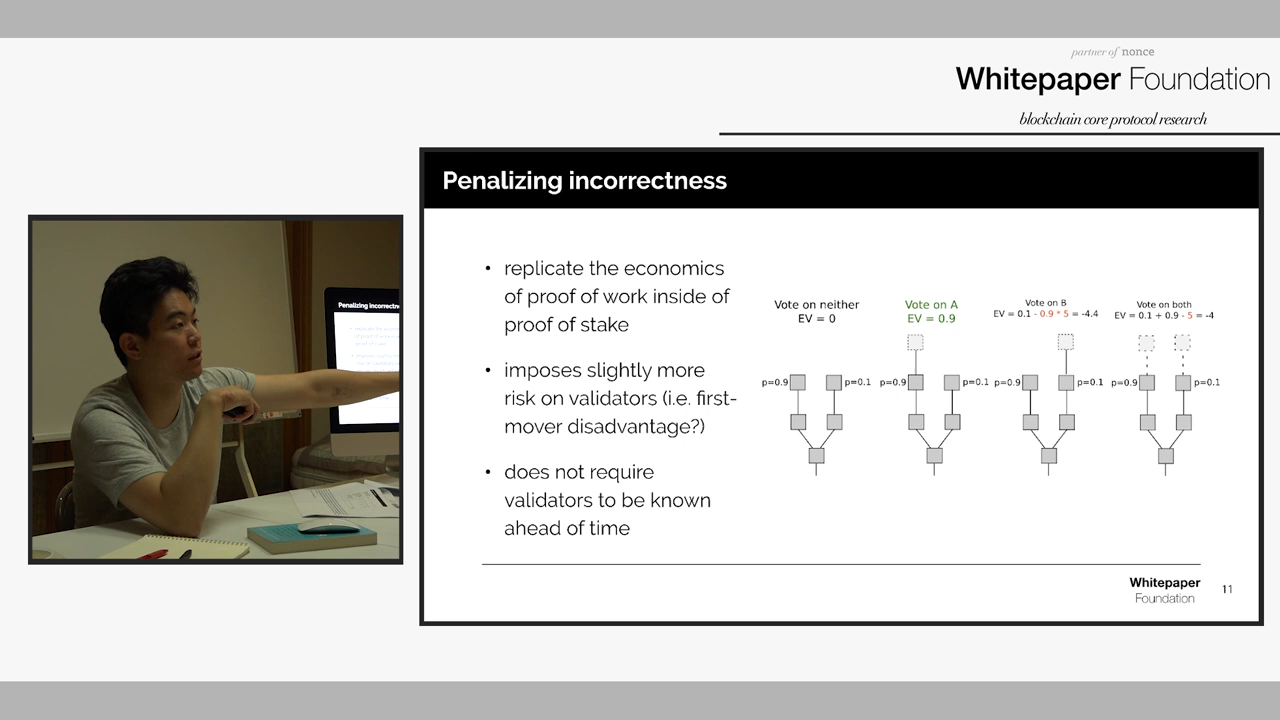 partner of nonce
Whitepaper Foundation
blockchain core protocol research
Penalizing incorrectness
• replicate the economics
of proof of work inside of
proof of stake
• imposes slightly more
risk on validators (i.e. first-
mover disadvantage?)
• does not require
validators to be known
ahead of time
Vote on neither
EV = 0
p=0.9
p=0.1
Vote on A
EV = 0.9
p=0.9
p=0.1
Vote on B
EV = 0.1 - 0.9 * 5 = -4.4
p=0.9
p=0.1
Vote on both
EV = 0.1 + 0.9 - 5 = -4
p=0.9
p=0.1
Whitepaper
Foundation
11
Penalizing incorrectn